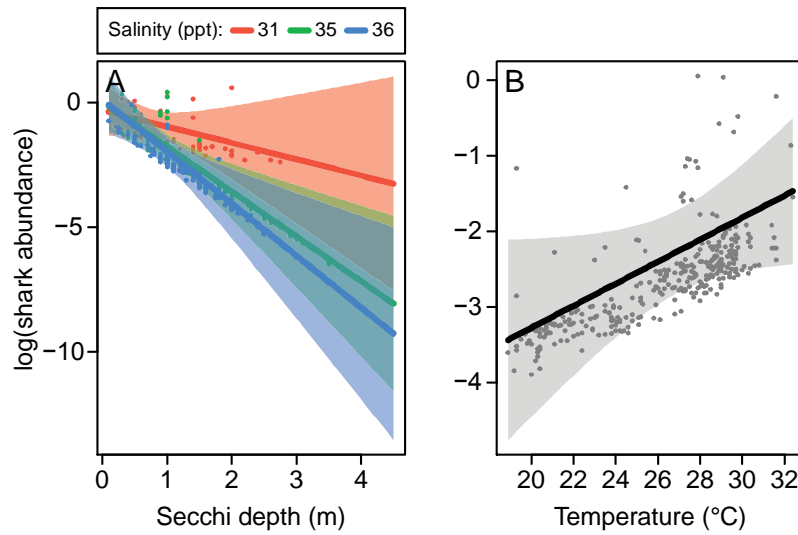 Salinity (ppt): 31 35 36
A
B
log(shark abundance)
0
−5
−10
0 1 2 3 4
Secchi depth (m)
0
−1
−2
−3
−4
20 22 24 26 28 30 32
Temperature (°C)